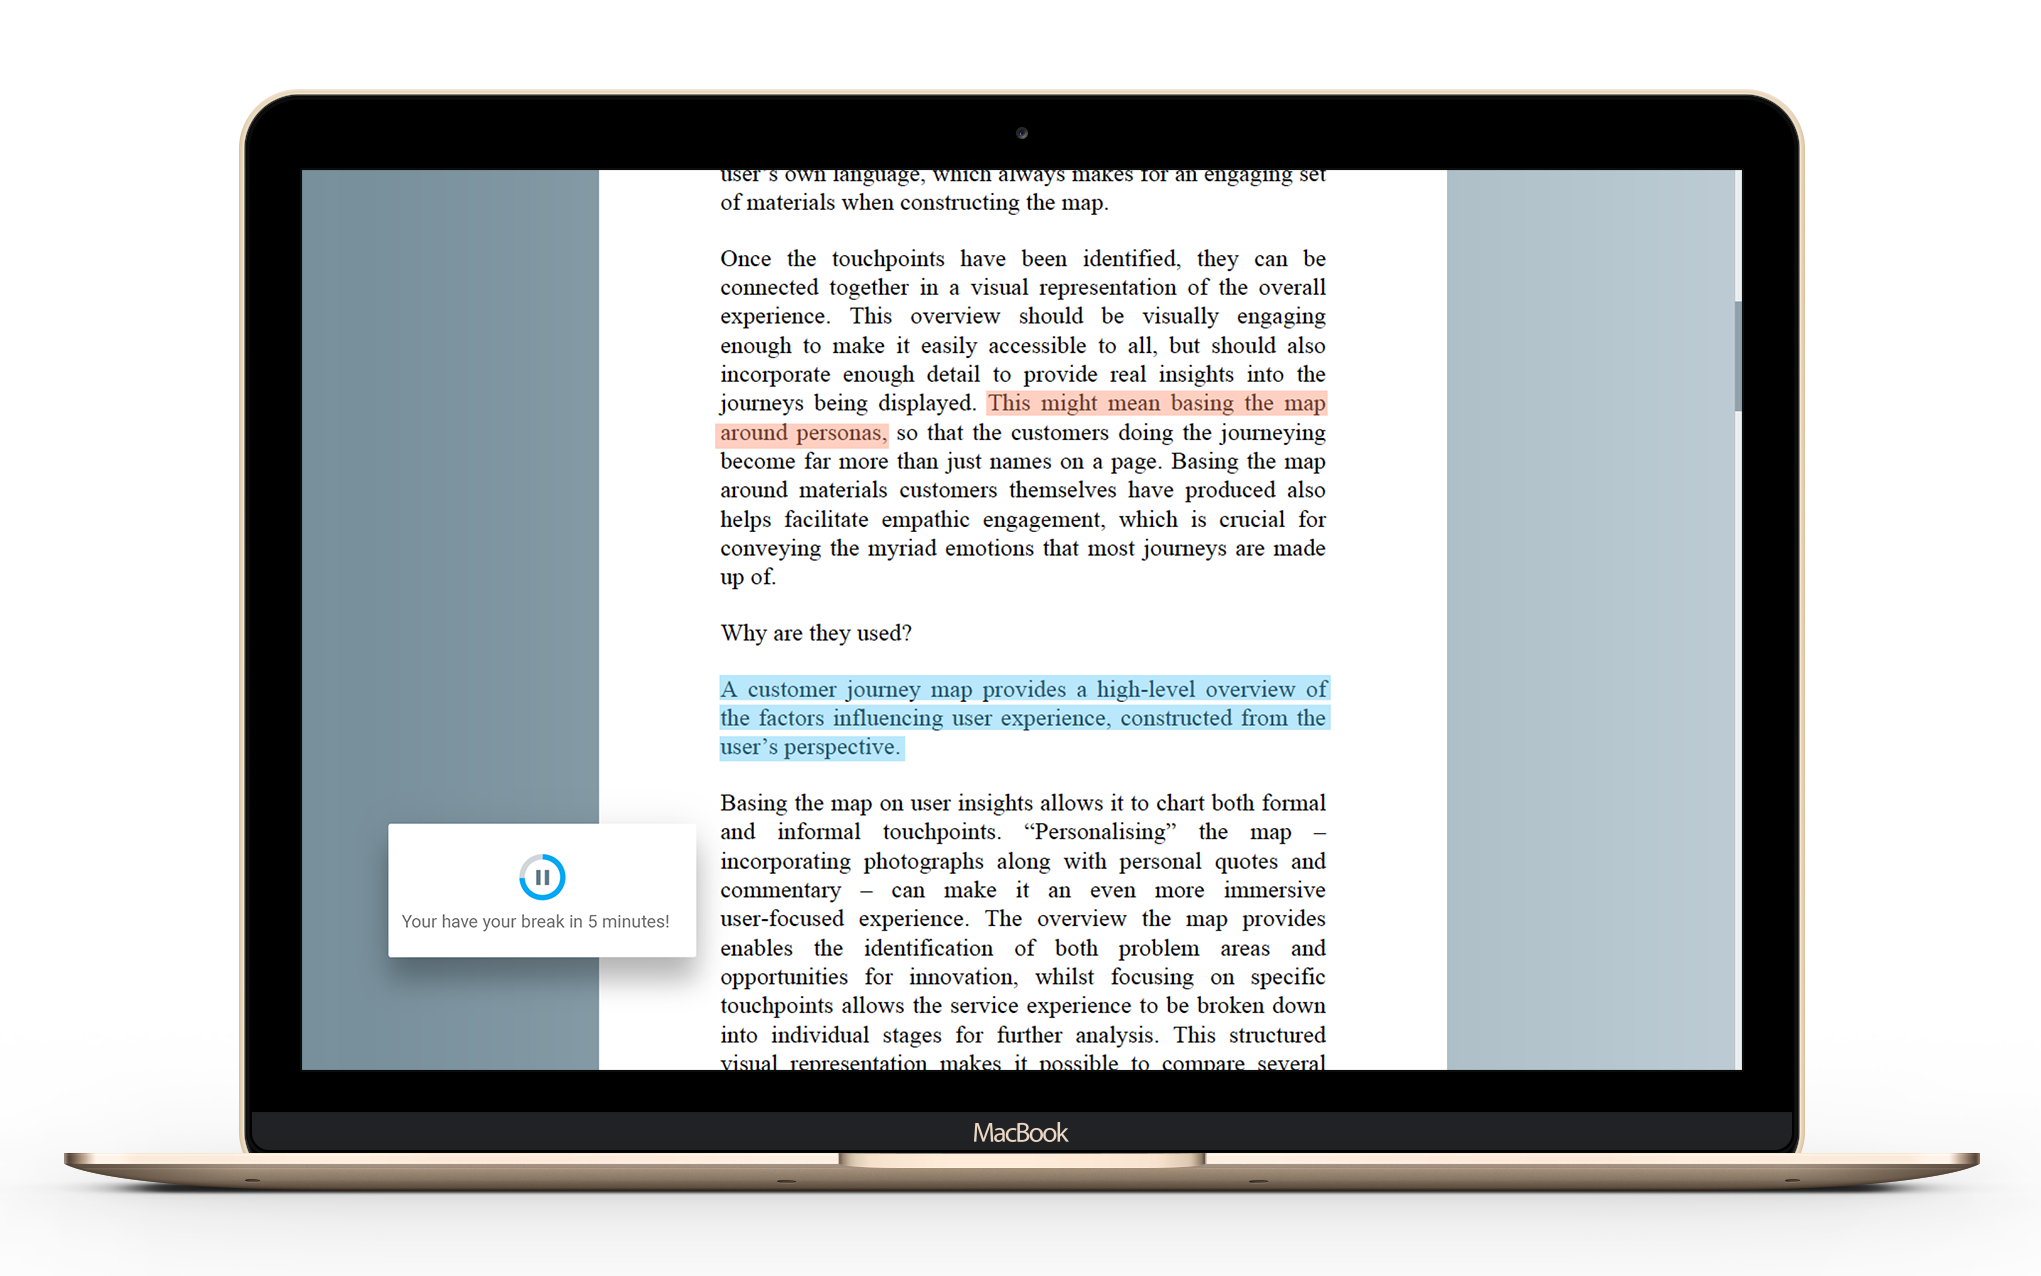 user’s own language, which always makes for an engaging set
of materials when constructing the map.
Once the touchpoints have been identified, they can be
connected together in a visual representation of the overall
experience. This overview should be visually engaging
enough to make it easily accessible to all, but should also
incorporate enough detail to provide real insights into the
journeys being displayed. This might mean basing the map
around personas, so that the customers doing the journeying
become far more than just names on a page. Basing the map
around materials customers themselves have produced also
helps facilitate empathic engagement, which is crucial for
conveying the myriad emotions that most journeys are made
up of.
Why are they used?
A customer journey map provides a high-level overview of
the factors influencing user experience, constructed from the
user’s perspective.
Basing the map on user insights allows it to chart both formal
and informal touchpoints. “Personalising” the map –
incorporating photographs along with personal quotes and
commentary – can make it an even more immersive
user-focused experience. The overview the map provides
enables the identification of both problem areas and
opportunities for innovation, whilst focusing on specific
touchpoints allows the service experience to be broken down
into individual stages for further analysis. This structured
visual representation makes it possible to compare several
Your have your break in 5 minutes!
MacBook